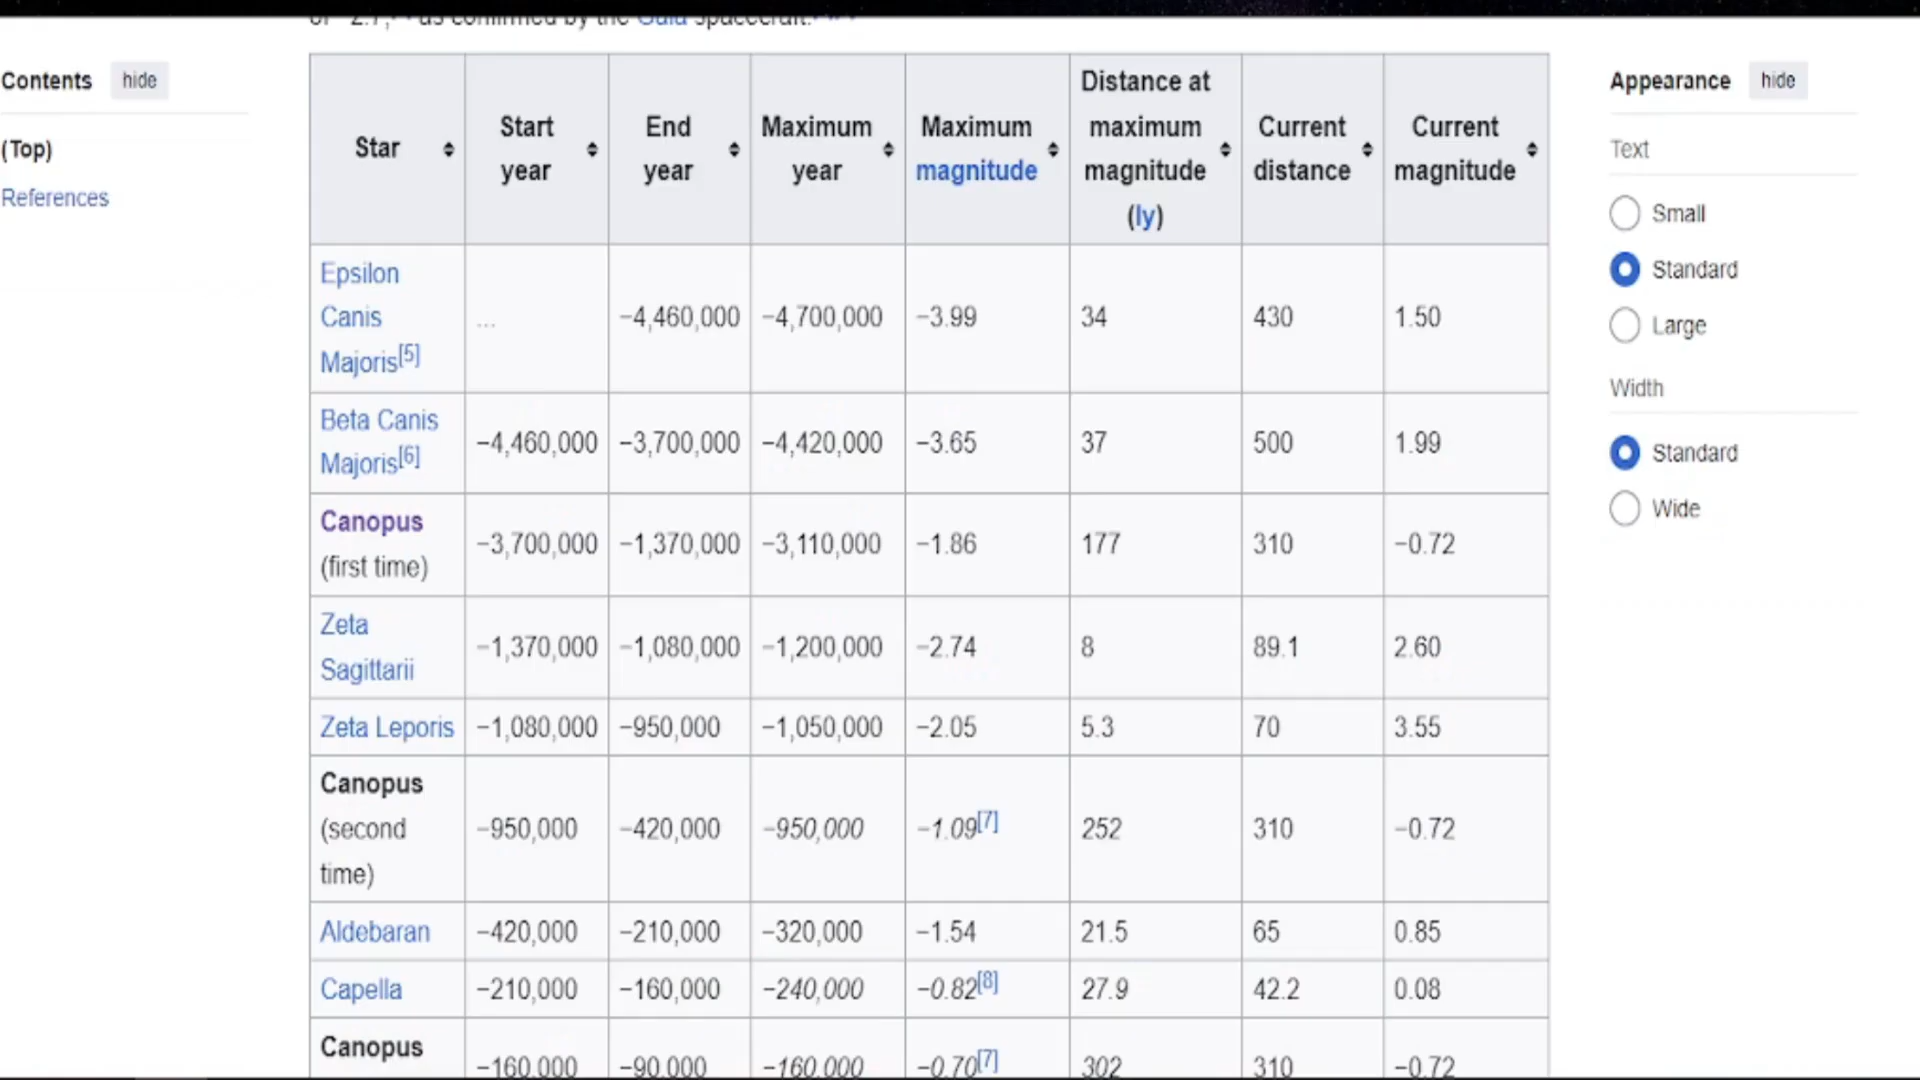 or −2.7, as confirmed by the Gaia spacecraft.
Contents hide
(Top)
References
Star
Start
year
End
year
Maximum
year
Maximum
magnitude
Distance at
maximum
magnitude
(ly)
Current
distance
Current
magnitude
Epsilon
Canis
Majoris[5]
... −4,460,000 −4,700,000 −3.99 34 430 1.50
Beta Canis
Majoris[6]
−4,460,000 −3,700,000 −4,420,000 −3.65 37 500 1.99
Canopus
(first time)
−3,700,000 −1,370,000 −3,110,000 −1.86 177 310 −0.72
Zeta
Sagittarii
−1,370,000 −1,080,000 −1,200,000 −2.74 8 89.1 2.60
Zeta Leporis −1,080,000 −950,000 −1,050,000 −2.05 5.3 70 3.55
Canopus
(second
time)
−950,000 −420,000 −950,000 −1.09[7] 252 310 −0.72
Aldebaran −420,000 −210,000 −320,000 −1.54 21.5 65 0.85
Capella −210,000 −160,000 −240,000 −0.82[8] 27.9 42.2 0.08
Canopus
−160,000 −90,000 −160,000 −0.70[7] 302 310 −0.72
Appearance hide
Text
Small
Standard
Large
Width
Standard
Wide